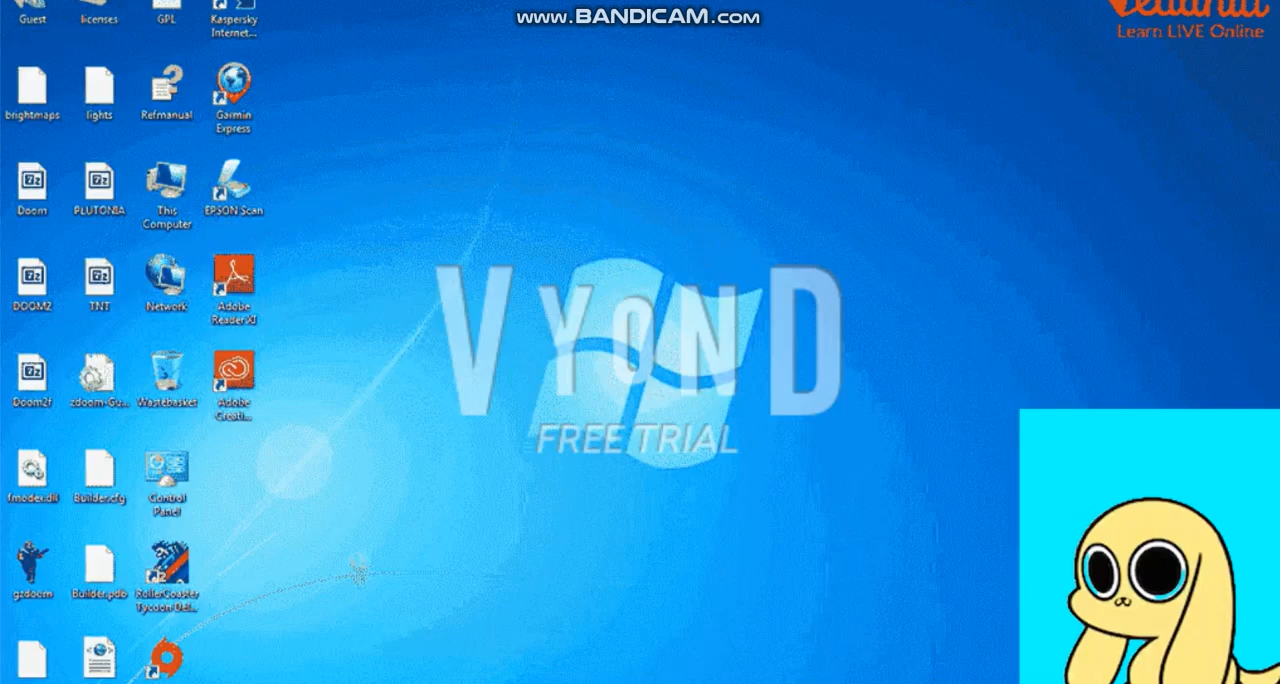 www.BANDICAM.com
Learn LIVE Online
Guest
licenses
GPL
Kaspersky
Internet...
brightmaps
lights
Refmanual
Garmin
Express
Doom
PLUTONIA
This
Computer
EPSON Scan
DOOM2
TNT
Network
Adobe
Reader XI
Doom2f
zdoom-Gu...
Wastebasket
Adobe
Creati...
fmodex.dll
Builder.cfg
Control
Panel
gzdoom
Builder.pdb
RollerCoaster
Tycoon Del...
VYOND
FREE TRIAL